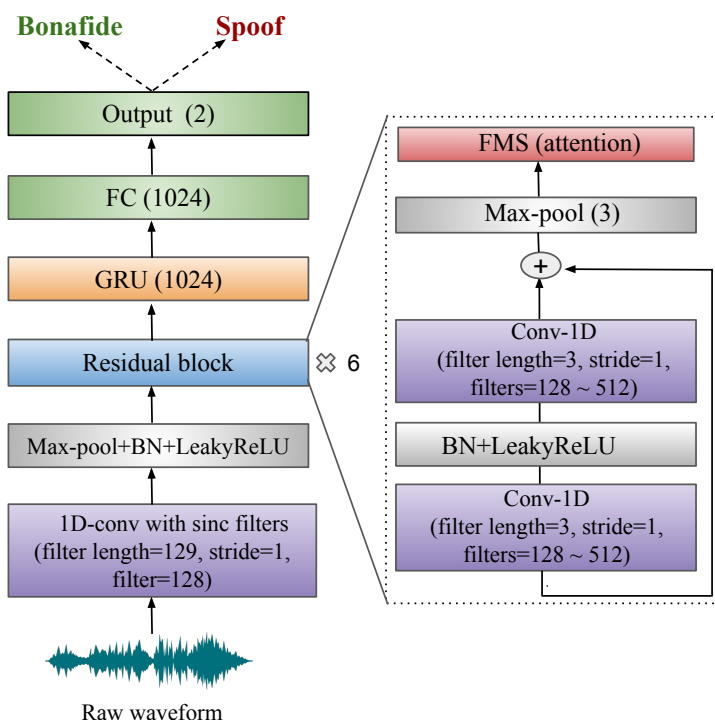 Bonafide
Spoof
Output (2)
FC (1024)
GRU (1024)
Residual block
6
Max-pool+BN+LeakyReLU
1D-conv with sinc filters
(filter length=129, stride=1,
filter=128)
Raw waveform
FMS (attention)
Max-pool (3)
+
Conv-1D
(filter length=3, stride=1,
filters=128 ~ 512)
BN+LeakyReLU
Conv-1D
(filter length=3, stride=1,
filters=128 ~ 512)